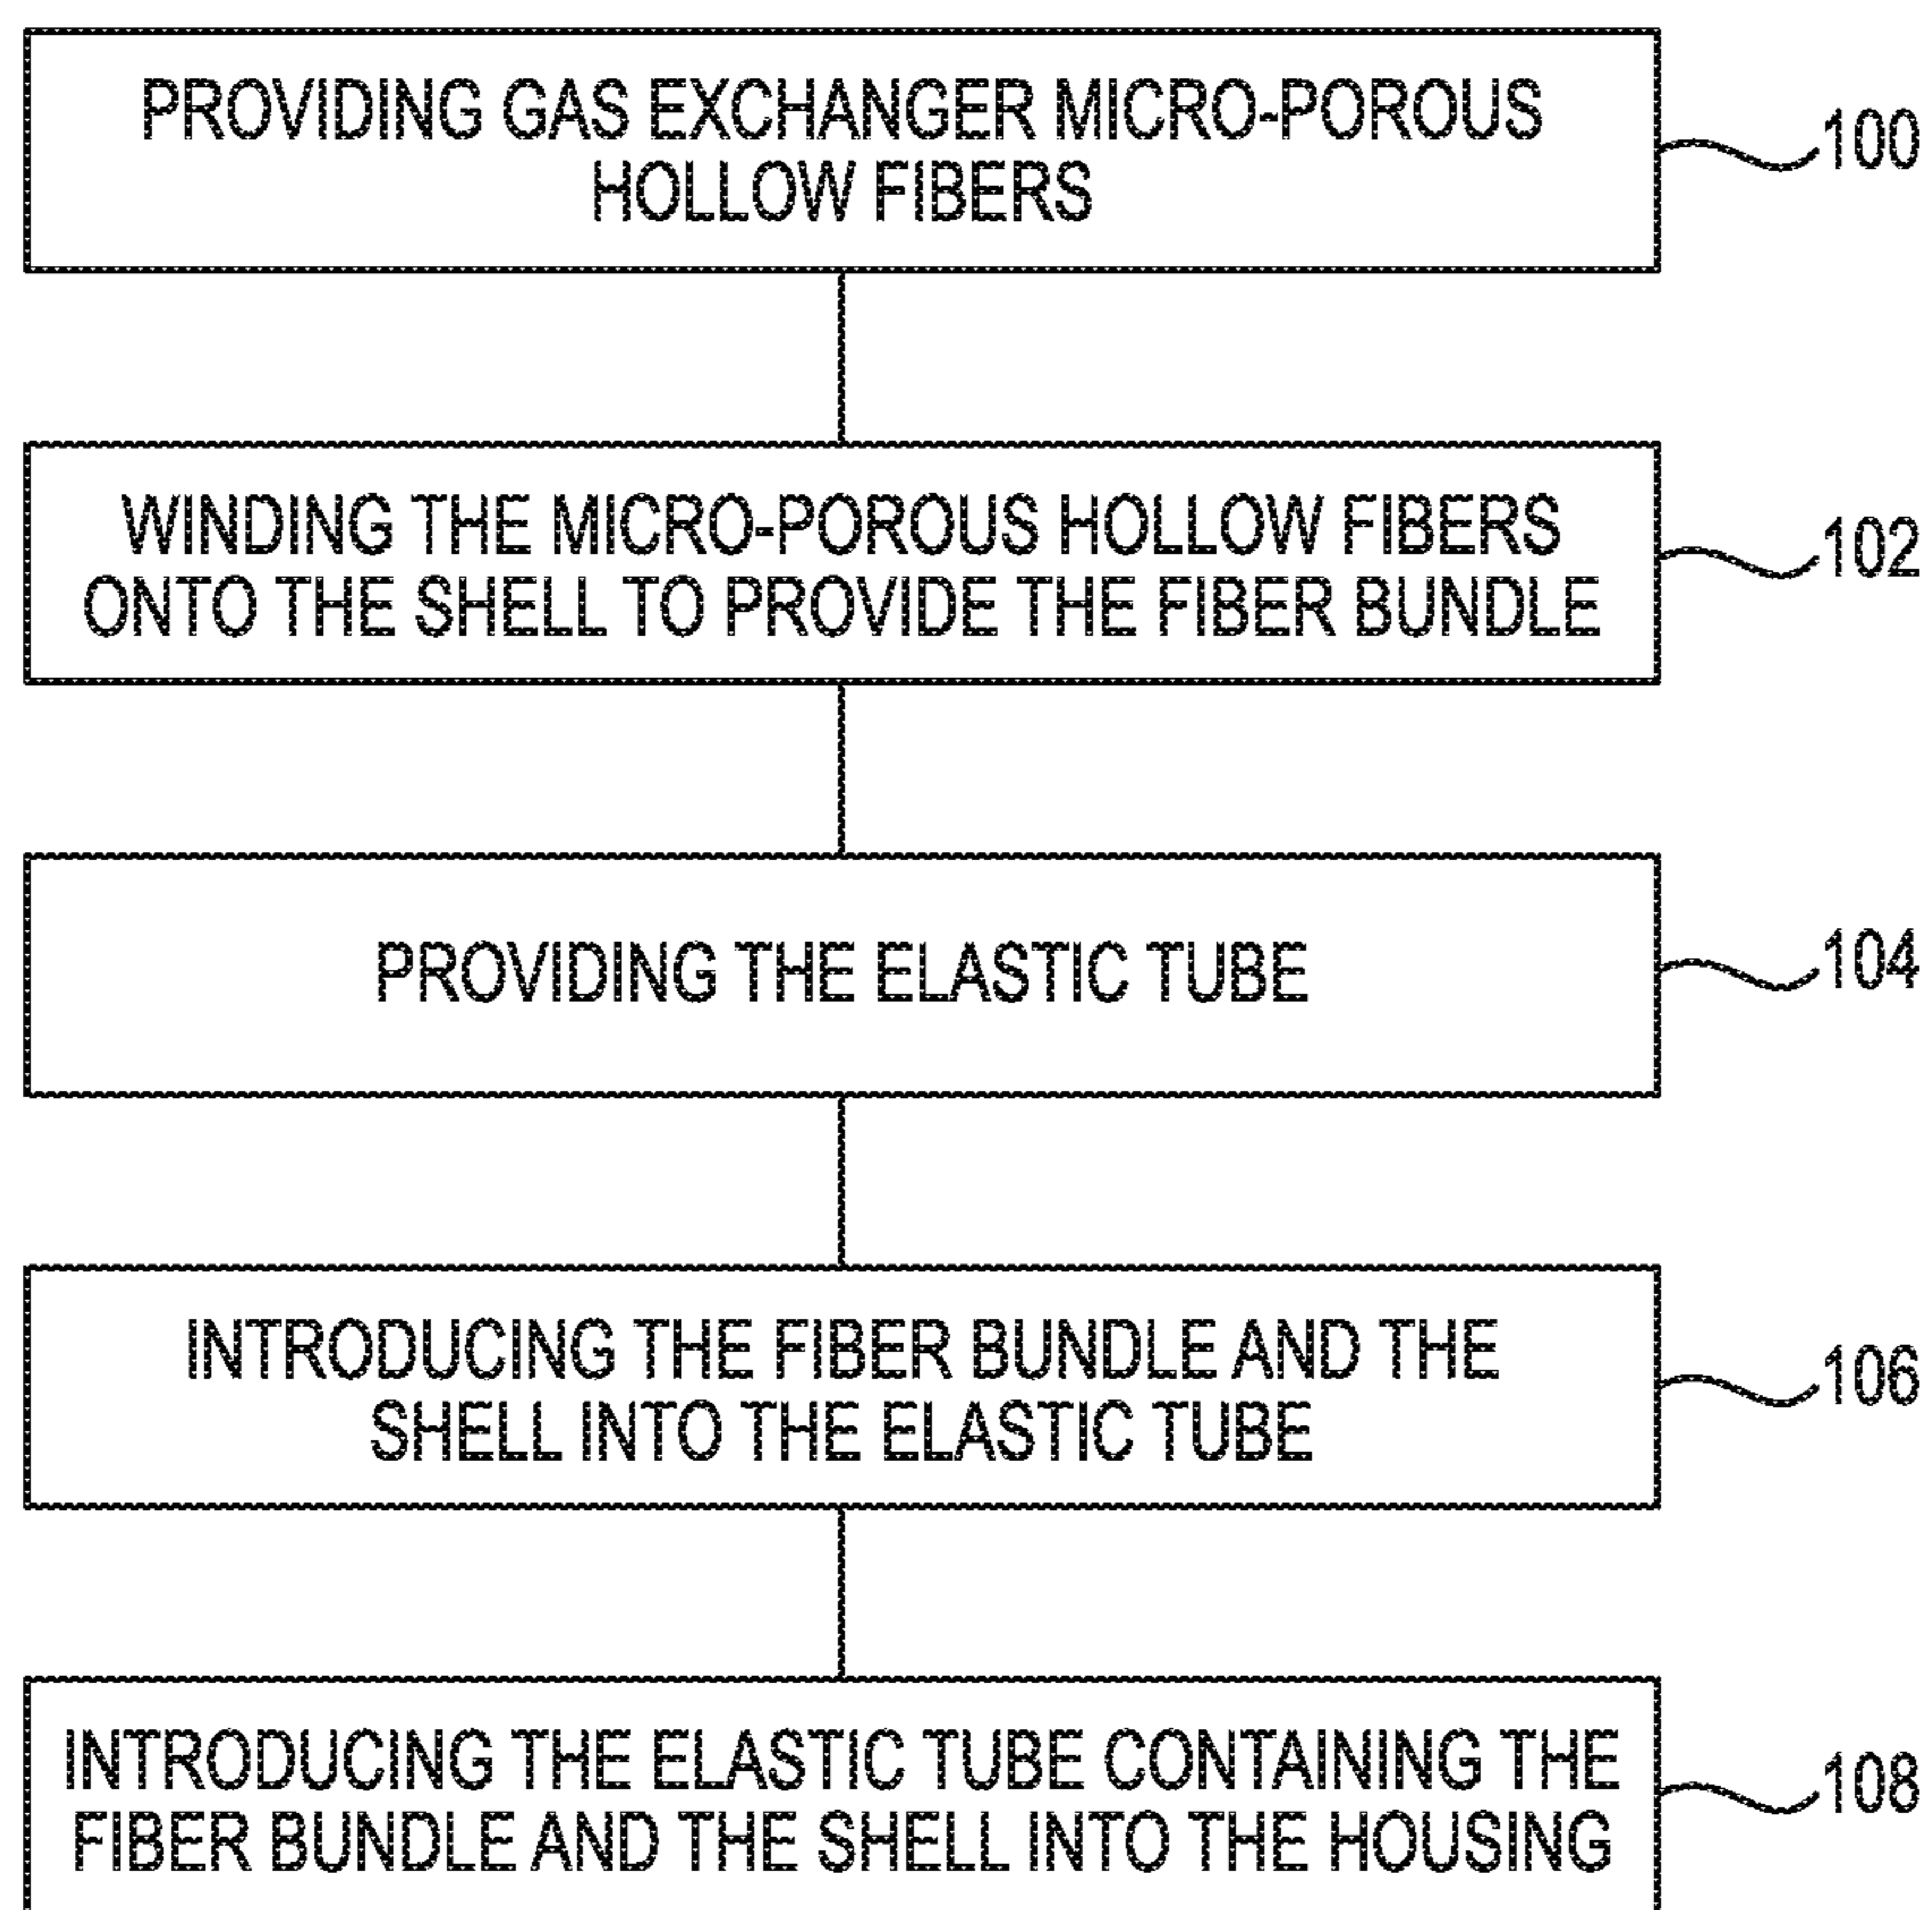 PROVIDING GAS EXCHANGER MICRO-POROUS
HOLLOW FIBERS
100
WINDING THE MICRO-POROUS HOLLOW FIBERS
ONTO THE SHELL TO PROVIDE THE FIBER BUNDLE
102
PROVIDING THE ELASTIC TUBE
104
INTRODUCING THE FIBER BUNDLE AND THE
SHELL INTO THE ELASTIC TUBE
106
INTRODUCING THE ELASTIC TUBE CONTAINING THE
FIBER BUNDLE AND THE SHELL INTO THE HOUSING
108